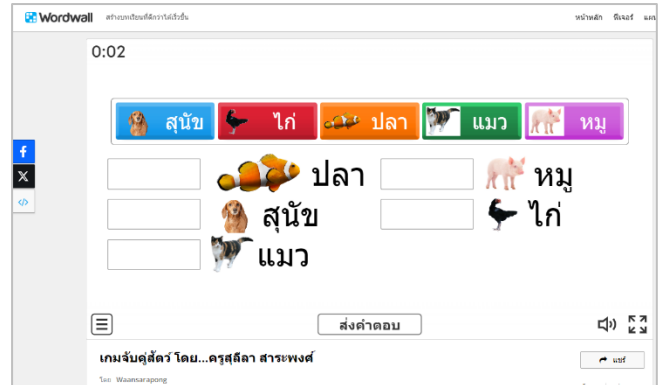 Wordwall สร้างบทเรียนที่ดีกว่าได้เร็วขึ้น หน้าหลัก ฟีเจอร์
0:02
สุนัข ไก่ ปลา แมว หมู
ปลา หมู
สุนัข ไก่
แมว
ส่งคำตอบ
เกมจับคู่สัตว์ โดย...ครูสุลีลา สาระพงศ์
แชร์
โดย Waamsarapong